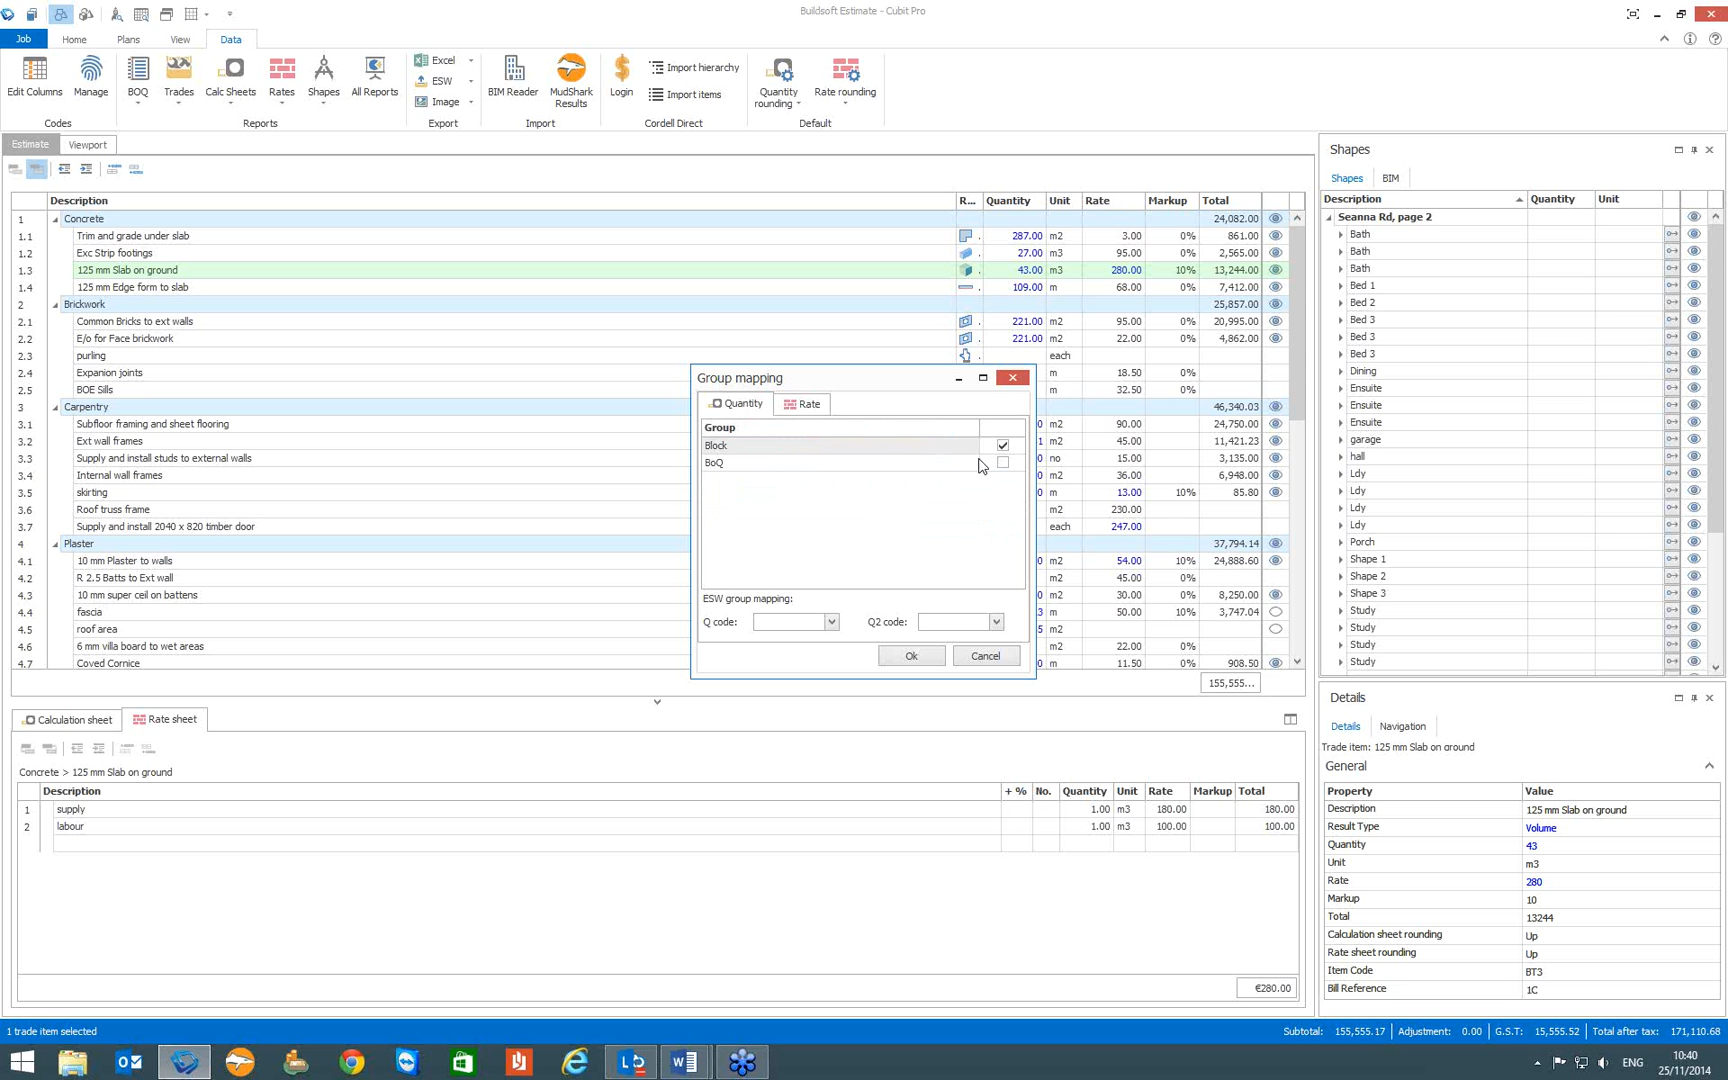 Buildsoft Estimate - Cubit Pro
Job Home Plans View Data
Edit Columns Manage BOQ Trades Calc Sheets Rates Shapes All Reports Excel ESW Image BIM Reader MudShark Results Login Import hierarchy Import items Quantity rounding Rate rounding
Codes Reports Export Import Cordell Direct Default
Estimate Viewport
Description R... Quantity Unit Rate Markup Total
1 Concrete 24,082.00
1.1 Trim and grade under slab 287.00 m2 3.00 0% 861.00
1.2 Exc Strip footings 27.00 m3 95.00 0% 2,565.00
1.3 125 mm Slab on ground 43.00 m3 280.00 10% 13,244.00
1.4 125 mm Edge form to slab 109.00 m 68.00 0% 7,412.00
2 Brickwork 25,857.00
2.1 Common Bricks to ext walls 221.00 m2 95.00 0% 20,995.00
2.2 E/o for Face brickwork 221.00 m2 22.00 0% 4,862.00
2.3 purling each
2.4 Expanion joints m 18.50 0%
2.5 BOE Sills m 32.50 0%
3 Carpentry 46,340.03
3.1 Subfloor framing and sheet flooring 0 m2 90.00 0% 24,750.00
3.2 Ext wall frames 1 m2 45.00 0% 11,421.23
3.3 Supply and install studs to external walls 0 no 15.00 0% 3,135.00
3.4 Internal wall frames 0 m2 36.00 0% 6,948.00
3.5 skirting 0 m 13.00 10% 85.80
3.6 Roof truss frame m2 230.00
3.7 Supply and install 2040 x 820 timber door each 247.00
4 Plaster 37,794.14
4.1 10 mm Plaster to walls 0 m2 54.00 10% 24,888.60
4.2 R 2.5 Batts to Ext wall m2 45.00 0%
4.3 10 mm super ceil on battens 0 m2 30.00 0% 8,250.00
4.4 fascia 3 m 50.00 10% 3,747.04
4.5 roof area 5 m2
4.6 6 mm villa board to wet areas m2 22.00 0%
4.7 Coved Cornice 0 m 11.50 0% 908.50
155,555...
Group mapping
Quantity Rate
Group
Block
BoQ
ESW group mapping:
Q code: Q2 code:
Ok Cancel
Calculation sheet Rate sheet
Concrete > 125 mm Slab on ground
Description + % No. Quantity Unit Rate Markup Total
1 supply 1.00 m3 180.00 180.00
2 labour 1.00 m3 100.00 100.00
€280.00
Shapes
Shapes BIM
Description Quantity Unit
Seanna Rd, page 2
Bath
Bath
Bath
Bed 1
Bed 2
Bed 3
Bed 3
Bed 3
Dining
Ensuite
Ensuite
Ensuite
garage
hall
Ldy
Ldy
Ldy
Ldy
Porch
Shape 1
Shape 2
Shape 3
Study
Study
Study
Study
Details
Details Navigation
Trade item: 125 mm Slab on ground
General
Property Value
Description 125 mm Slab on ground
Result Type Volume
Quantity 43
Unit m3
Rate 280
Markup 10
Total 13244
Calculation sheet rounding Up
Rate sheet rounding Up
Item Code BT3
Bill Reference 1C
1 trade item selected Subtotal: 155,555.17 Adjustment: 0.00 G.S.T: 15,555.52 Total after tax: 171,110.68
ENG 10:40
25/11/2014